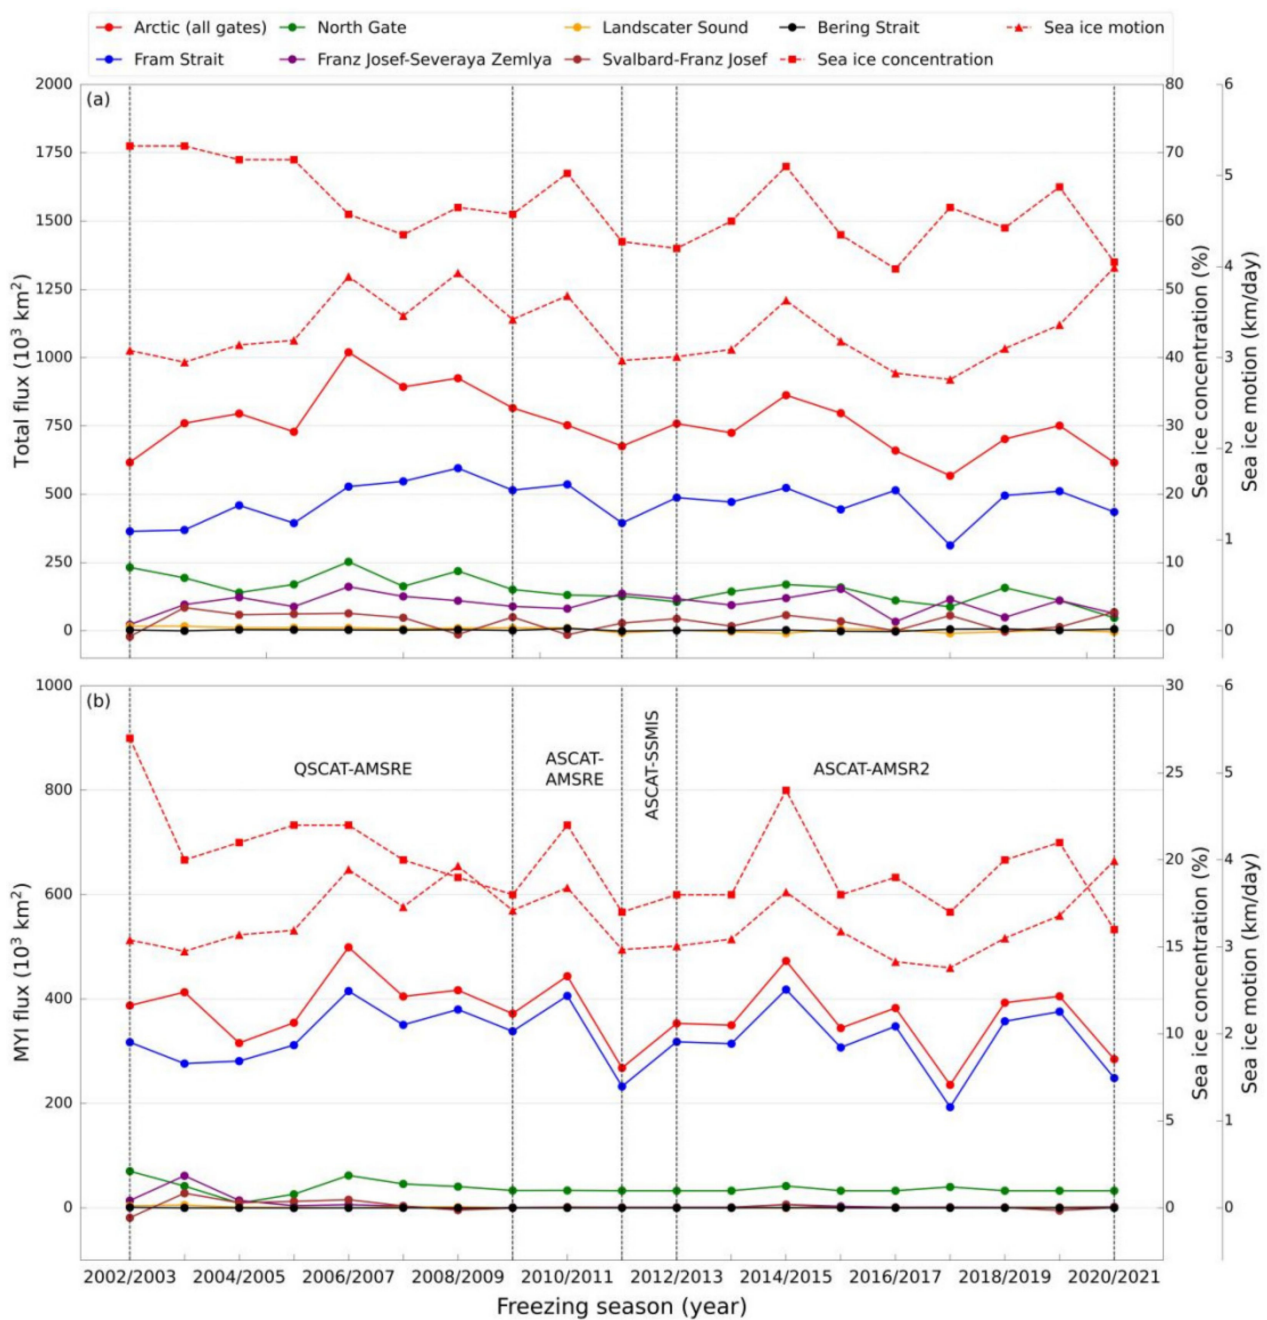 Arctic (all gates) North Gate Landscater Sound Bering Strait Sea ice motion
Fram Strait Franz Josef-Severaya Zemlya Svalbard-Franz Josef Sea ice concentration
(a)
2000
1750
1500
1250
1000
750
500
250
0
Total flux (10³ km²)
80
70
60
50
40
30
20
10
0
Sea ice concentration (%)
6
5
4
3
2
1
0
Sea ice motion (km/day)
(b)
1000
800
600
400
200
0
MYI flux (10³ km²)
QSCAT-AMSRE
ASCAT-
AMSRE
ASCAT-SSMIS
ASCAT-AMSR2
30
25
20
15
10
5
0
Sea ice concentration (%)
6
5
4
3
2
1
0
Sea ice motion (km/day)
2002/2003 2004/2005 2006/2007 2008/2009 2010/2011 2012/2013 2014/2015 2016/2017 2018/2019 2020/2021
Freezing season (year)